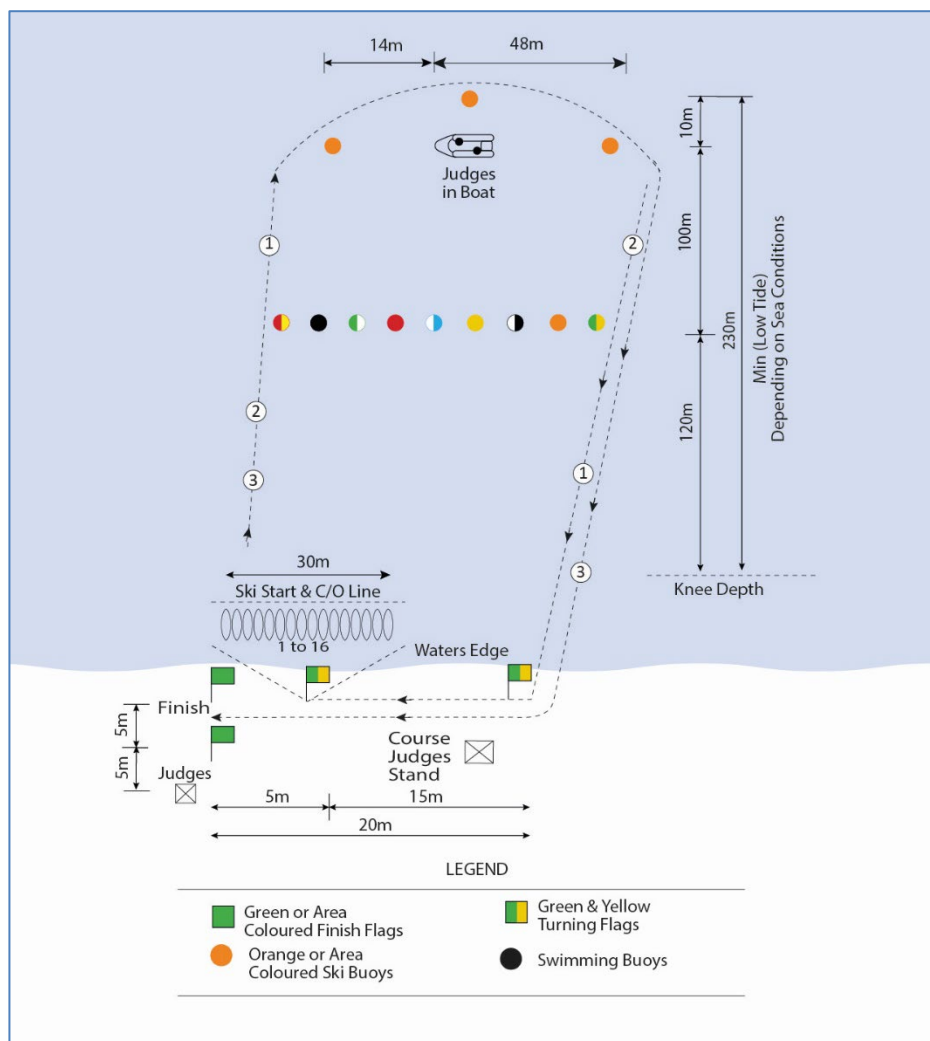 14m
48m
10m
Judges
in Boat
1
2
100m
230m
Min (Low Tide)
Depending on Sea Conditions
2
120m
3
1
30m
3
Ski Start & C/O Line
Knee Depth
1 to 16
Waters Edge
Finish
5m
Course
Judges
Stand
5m
Judges
5m
15m
20m
LEGEND
Green or Area
Coloured Finish Flags
Green & Yellow
Turning Flags
Orange or Area
Coloured Ski Buoys
Swimming Buoys